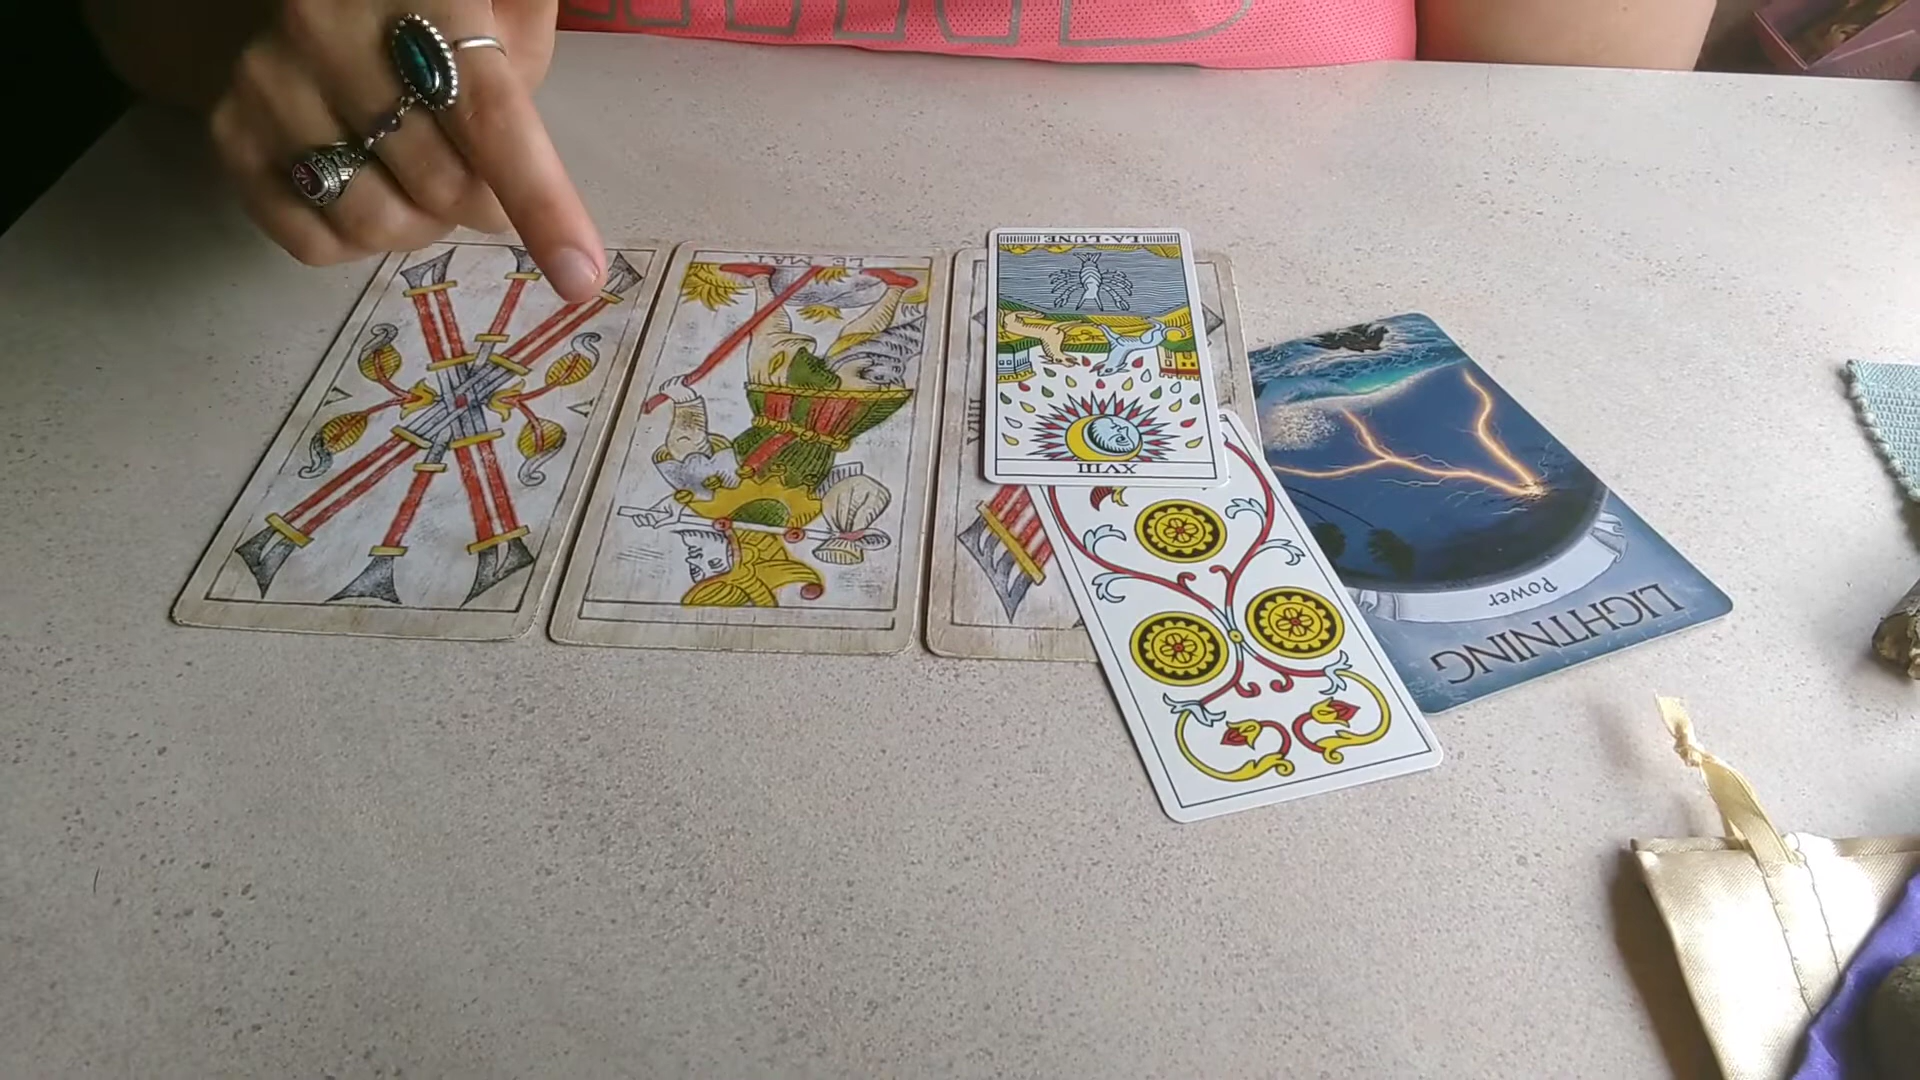 LE MAT.
LA·LUNE
XVIII
VIII
V
V
Power
LIGHTNING